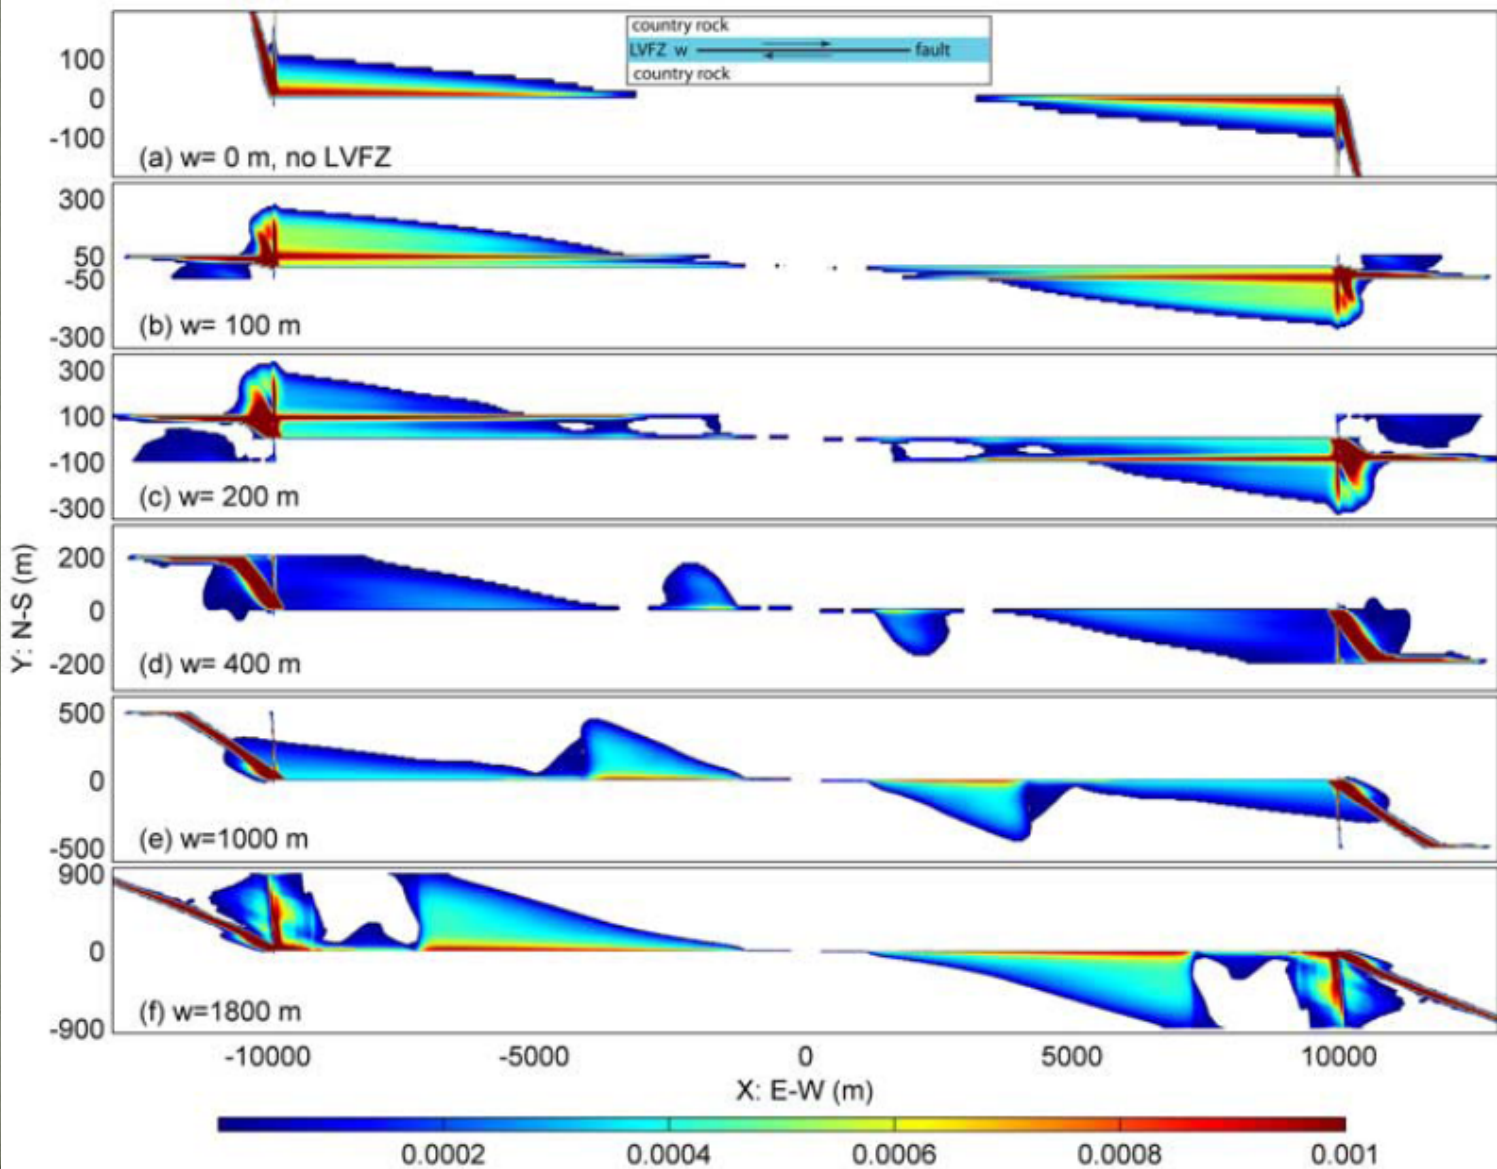 country rock
LVFZ w fault
country rock
100
0
-100
(a) w= 0 m, no LVFZ
300
50
-50
-300
(b) w= 100 m
300
100
-100
-300
(c) w= 200 m
200
0
-200
(d) w= 400 m
500
0
-500
(e) w=1000 m
900
0
-900
(f) w=1800 m
Y: N-S (m)
-10000 -5000 0 5000 10000
X: E-W (m)
0.0002 0.0004 0.0006 0.0008 0.001